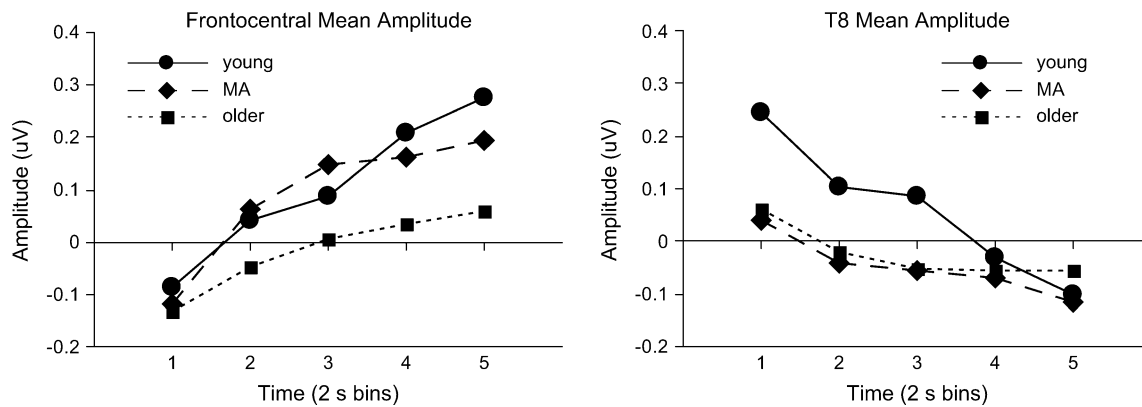 Frontocentral Mean Amplitude
young
MA
older
Amplitude (uV)
0.4
0.3
0.2
0.1
0
-0.1
-0.2
1 2 3 4 5
Time (2 s bins)
T8 Mean Amplitude
young
MA
older
Amplitude (uV)
0.4
0.3
0.2
0.1
0
-0.1
-0.2
1 2 3 4 5
Time (2 s bins)